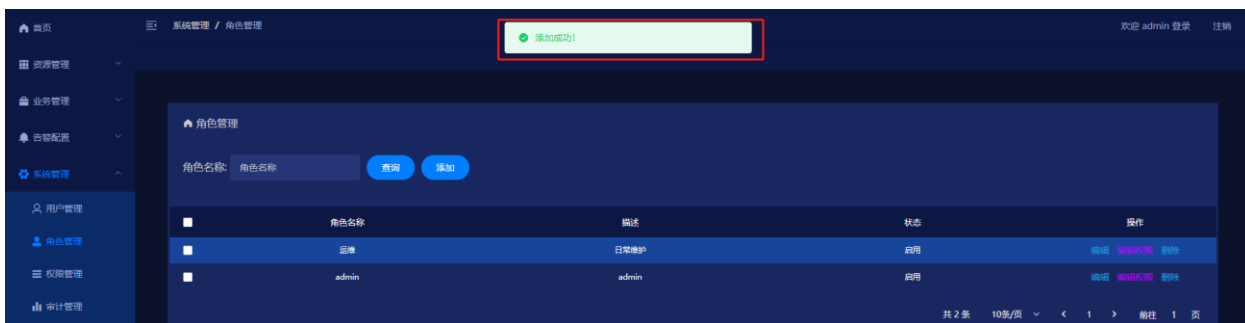 首页
系统管理 / 角色管理
添加成功！
欢迎 admin 登录
注销
资源管理
业务管理
告警配置
系统管理
用户管理
角色管理
权限管理
审计管理
角色管理
角色名称: 角色名称 查询 添加
角色名称 描述 状态 操作
运维 日常维护 启用 编辑 编辑权限 删除
admin admin 启用 编辑 编辑权限 删除
共 2 条 10条/页 1 前往 1 页